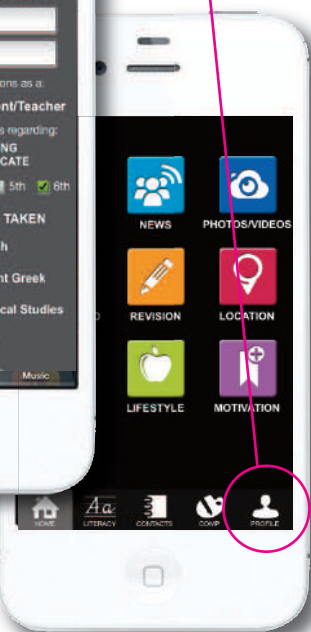 ons as a:
nt/Teacher
s regarding:
NG
CATE
5th 6th
TAKEN
h
nt Greek
cal Studies
Music
NEWS PHOTOS/VIDEOS
REVISION LOCATION
LIFESTYLE MOTIVATION
HOME Aa LITERACY CONTACTS COMP PROFILE